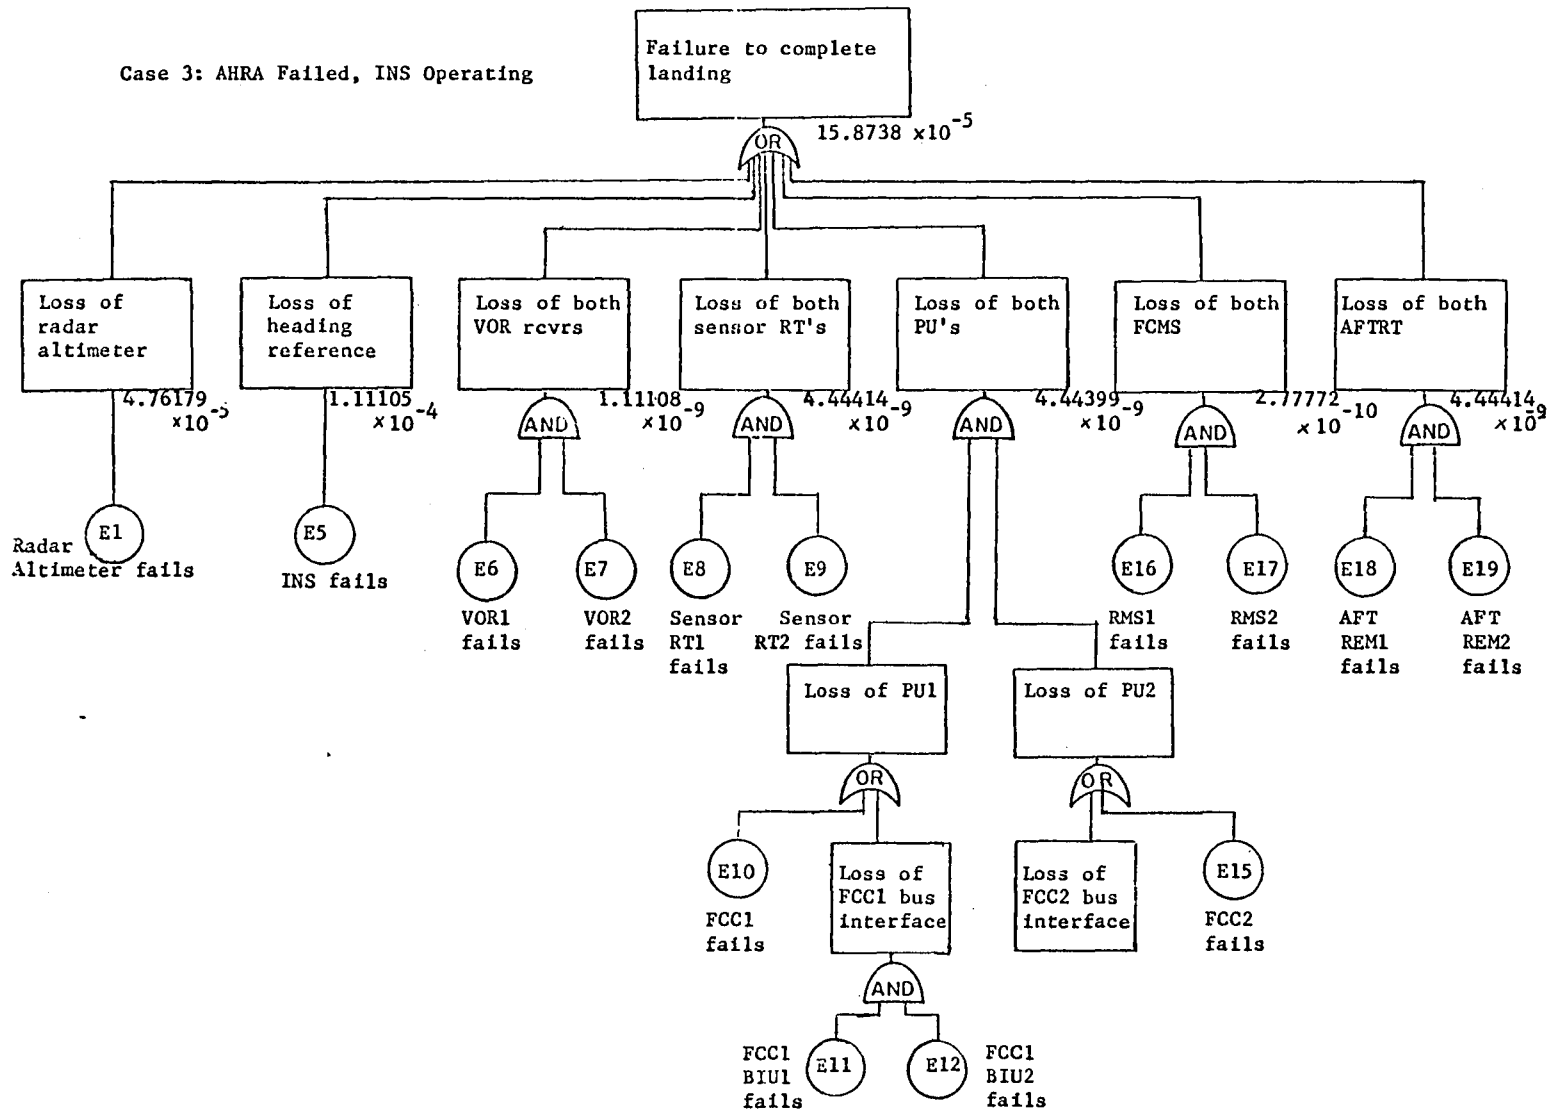 Case 3: AHRA Failed, INS Operating
Failure to complete
landing
OR
15.8738 ×10-5
Loss of
radar
altimeter
4.76179
×10-5
Loss of
heading
reference
1.11105
×10-4
Loss of both
VOR rcvrs
1.11108
×10-9
Loss of both
sensor RT's
4.44414
×10-9
Loss of both
PU's
4.44399
×10-9
Loss of both
FCMS
2.77772
×10-10
Loss of both
AFTRT
4.44414
×10-9
AND
AND
AND
AND
AND
E1
Radar
Altimeter fails
E5
INS fails
E6
VOR1
fails
E7
VOR2
fails
E8
Sensor
RT1
fails
E9
Sensor
RT2 fails
E16
RMS1
fails
E17
RMS2
fails
E18
AFT
REM1
fails
E19
AFT
REM2
fails
Loss of PU1
Loss of PU2
OR
OR
E10
FCC1
fails
Loss of
FCC1 bus
interface
Loss of
FCC2 bus
interface
E15
FCC2
fails
AND
FCC1
BIU1
fails
E11
E12
FCC1
BIU2
fails